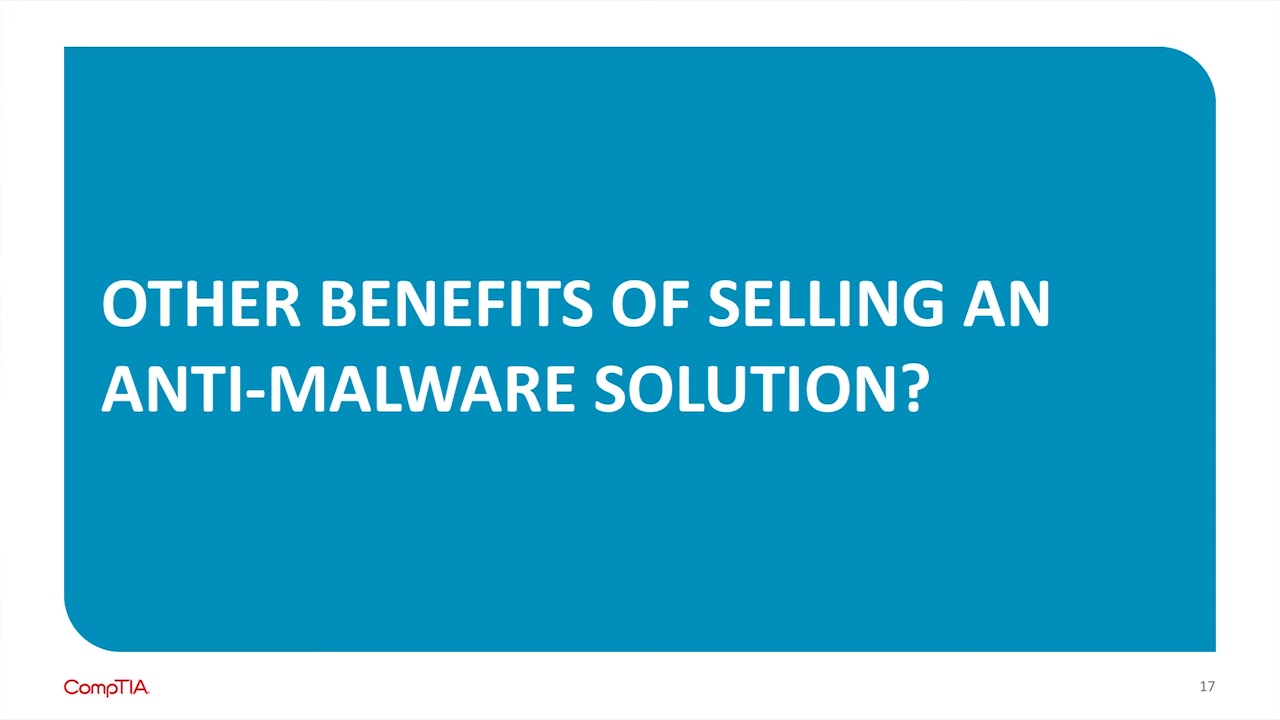 OTHER BENEFITS OF SELLING AN
ANTI-MALWARE SOLUTION?
CompTIA.
17